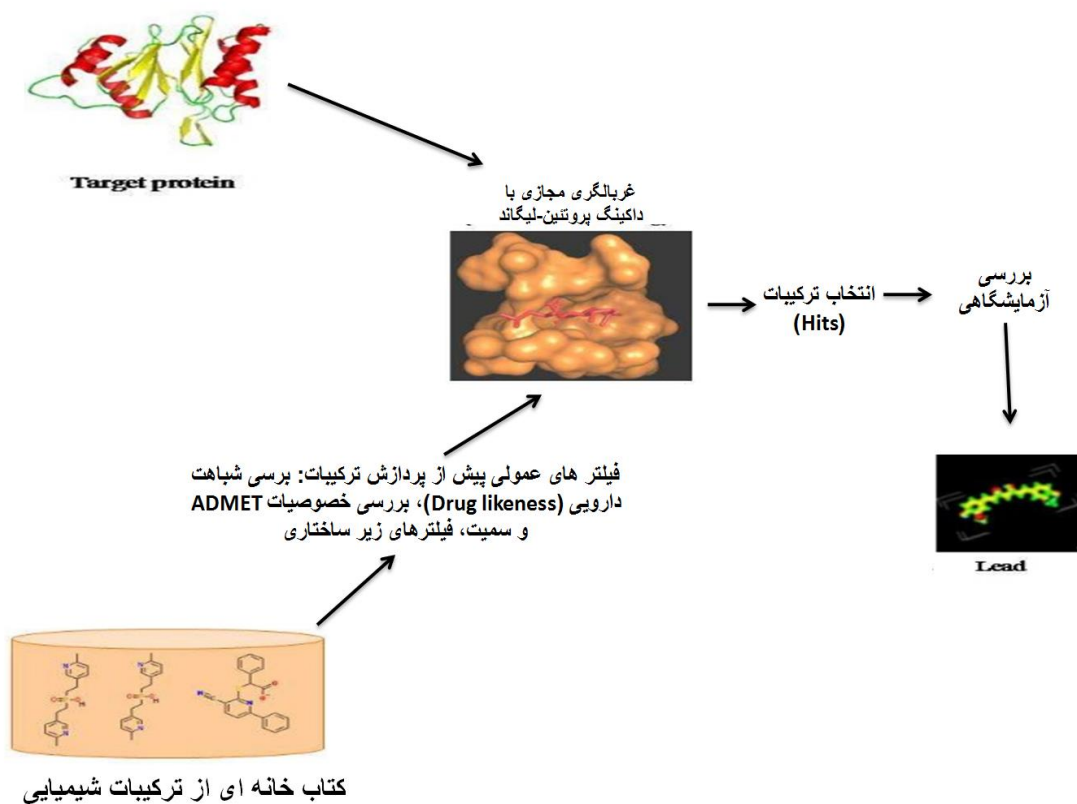 Target protein
غربالگری مجازی با
داکینگ پروتئین-لیگاند
انتخاب ترکیبات
(Hits)
بررسی
آزمایشگاهی
فیلتر های عمولی پیش از پردازش ترکیبات: برسی شباهت
دارویی (Drug likeness)، بررسی خصوصیات ADMET
و سمیت، فیلترهای زیر ساختاری
Lead
کتاب خانه ای از ترکیبات شیمیایی